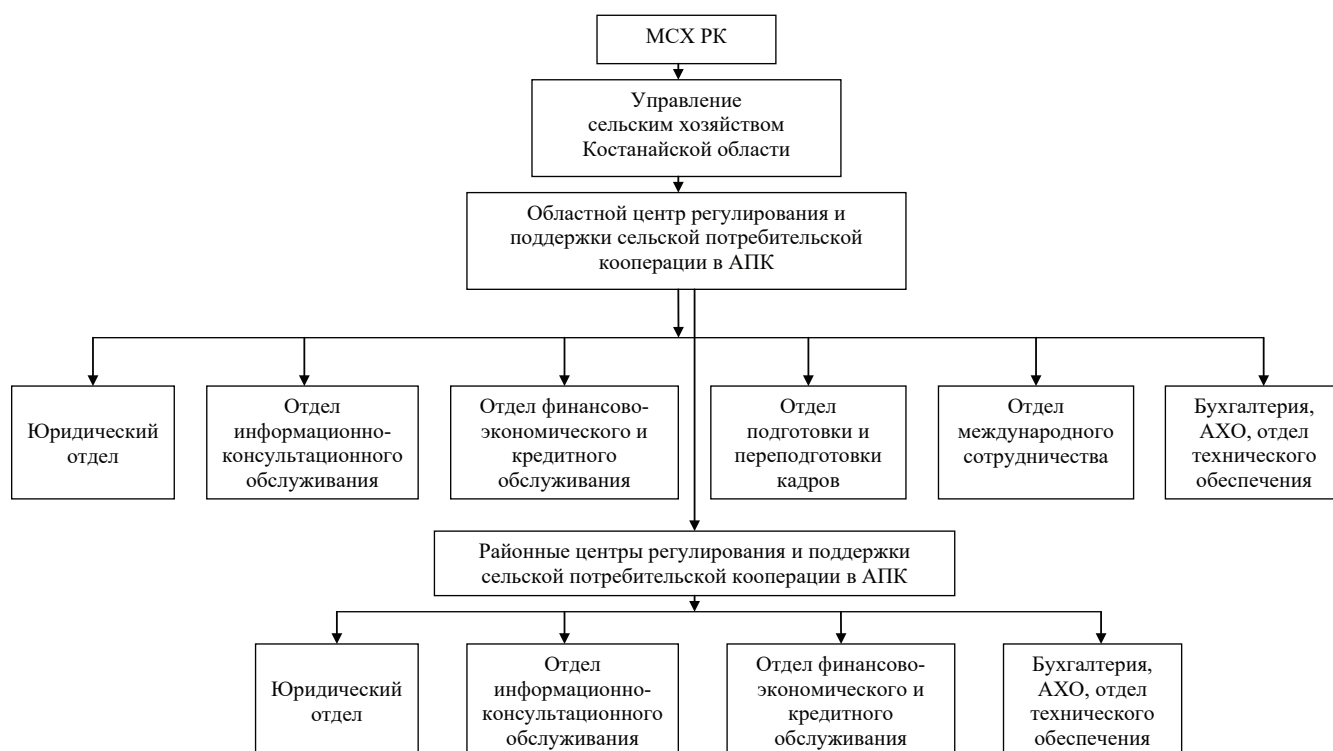 МСХ РК
Управление
сельским хозяйством
Костанайской области
Областной центр регулирования и
поддержки сельской потребительской
кооперации в АПК
Юридический
отдел
Отдел
информационно-
консультационного
обслуживания
Отдел финансово-
экономического и
кредитного
обслуживания
Отдел
подготовки и
переподготовки
кадров
Отдел
международного
сотрудничества
Бухгалтерия,
АХО, отдел
технического
обеспечения
Районные центры регулирования и поддержки
сельской потребительской кооперации в АПК
Юридический
отдел
Отдел
информационно-
консультационного
обслуживания
Отдел финансово-
экономического и
кредитного
обслуживания
Бухгалтерия,
АХО, отдел
технического
обеспечения